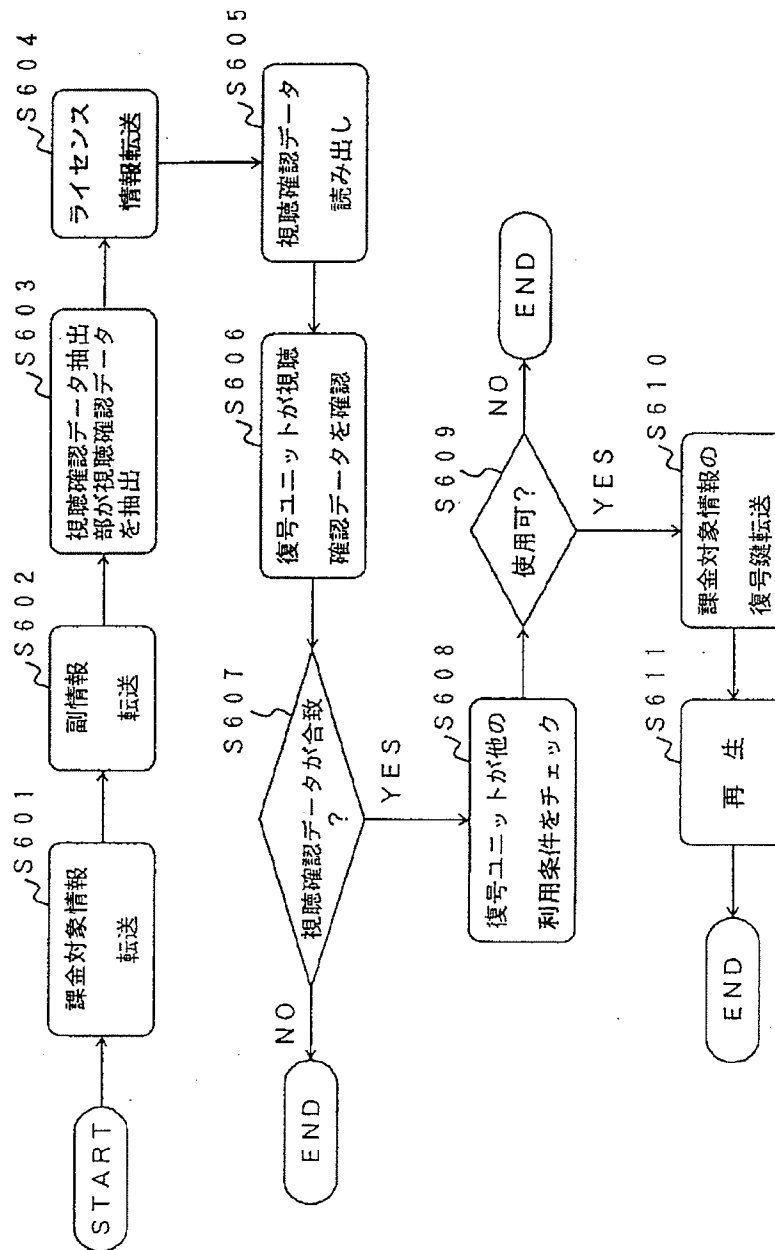 START
S601
課金対象情報
転送
S602
副情報
転送
S603
視聴確認データ抽出
部が視聴確認データ
を抽出
S604
ライセンス
情報転送
S605
視聴確認データ
読み出し
S606
復号ユニットが視聴
確認データを確認
S607
視聴確認データが合致
?
NO
END
YES
S608
復号ユニットが他の
利用条件をチェック
S609
使用可?
NO
END
YES
S610
課金対象情報の
復号鍵転送
S611
再 生
END